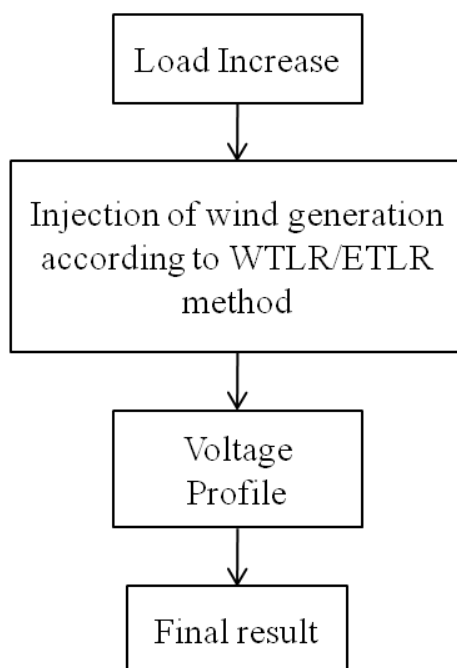 Load Increase
Injection of wind generation
according to WTLR/ETLR
method
Voltage
Profile
Final result